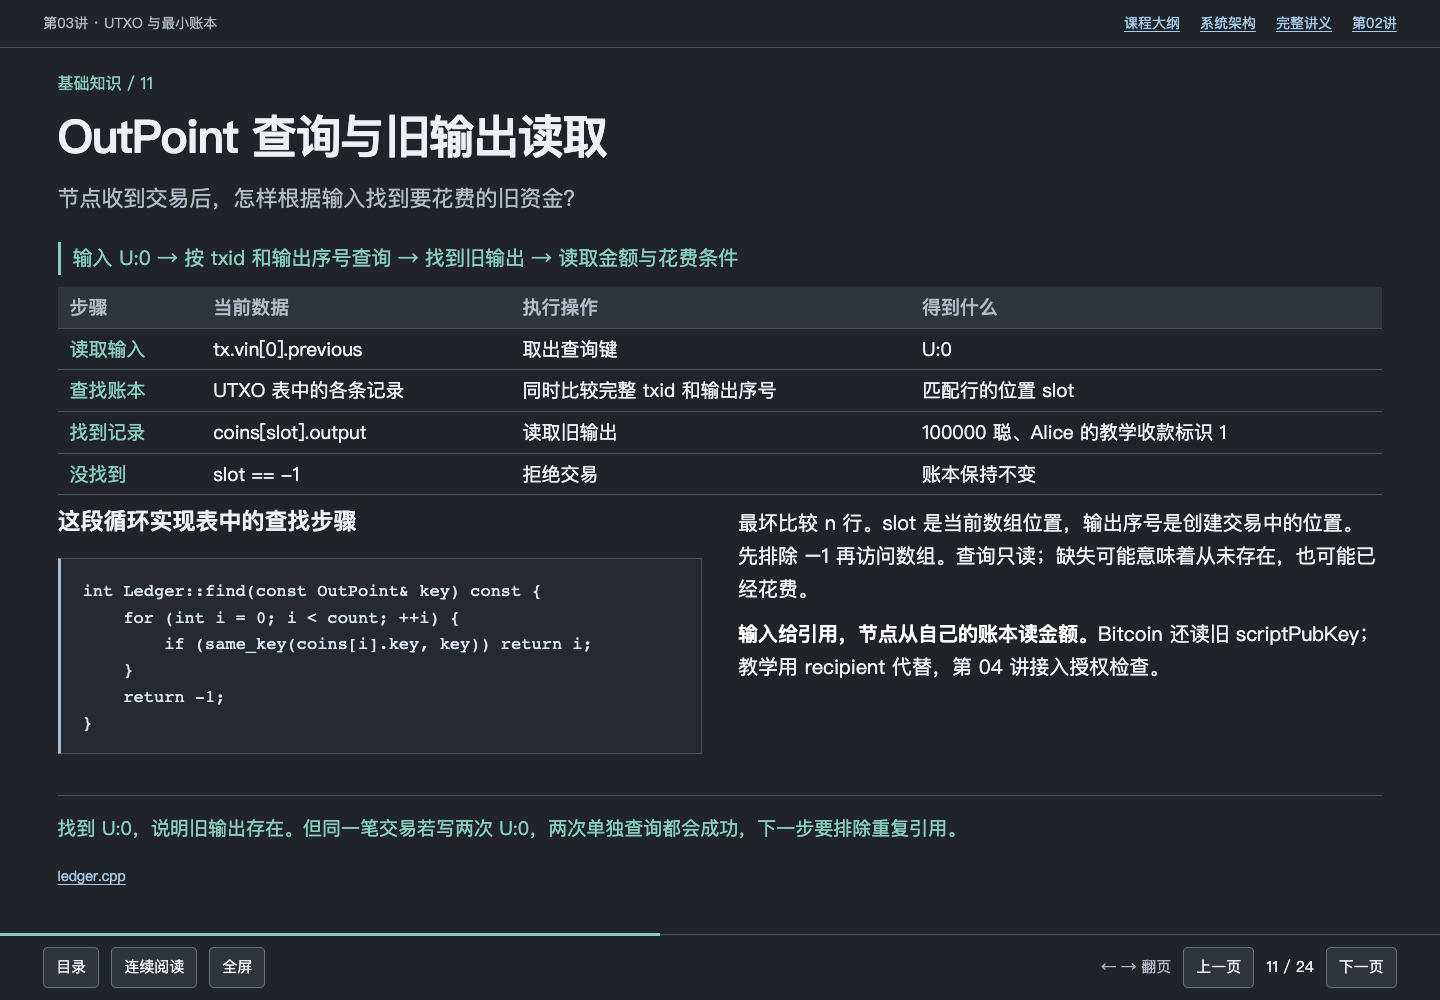 第03讲 · UTXO 与最小账本
课程大纲 系统架构 完整讲义 第02讲
基础知识 / 11
OutPoint 查询与旧输出读取
节点收到交易后，怎样根据输入找到要花费的旧资金？
输入 U:0 → 按 txid 和输出序号查询 → 找到旧输出 → 读取金额与花费条件
步骤 当前数据 执行操作 得到什么
读取输入 tx.vin[0].previous 取出查询键 U:0
查找账本 UTXO 表中的各条记录 同时比较完整 txid 和输出序号 匹配行的位置 slot
找到记录 coins[slot].output 读取旧输出 100000 聪、Alice 的教学收款标识 1
没找到 slot == −1 拒绝交易 账本保持不变
这段循环实现表中的查找步骤
int Ledger::find(const OutPoint& key) const {
    for (int i = 0; i < count; ++i) {
        if (same_key(coins[i].key, key)) return i;
    }
    return -1;
}
最坏比较 n 行。slot 是当前数组位置，输出序号是创建交易中的位置。
先排除 −1 再访问数组。查询只读；缺失可能意味着从未存在，也可能已
经花费。
输入给引用，节点从自己的账本读金额。Bitcoin 还读旧 scriptPubKey；
教学用 recipient 代替，第 04 讲接入授权检查。
找到 U:0，说明旧输出存在。但同一笔交易若写两次 U:0，两次单独查询都会成功，下一步要排除重复引用。
ledger.cpp
目录 连续阅读 全屏 ← → 翻页 上一页 11 / 24 下一页